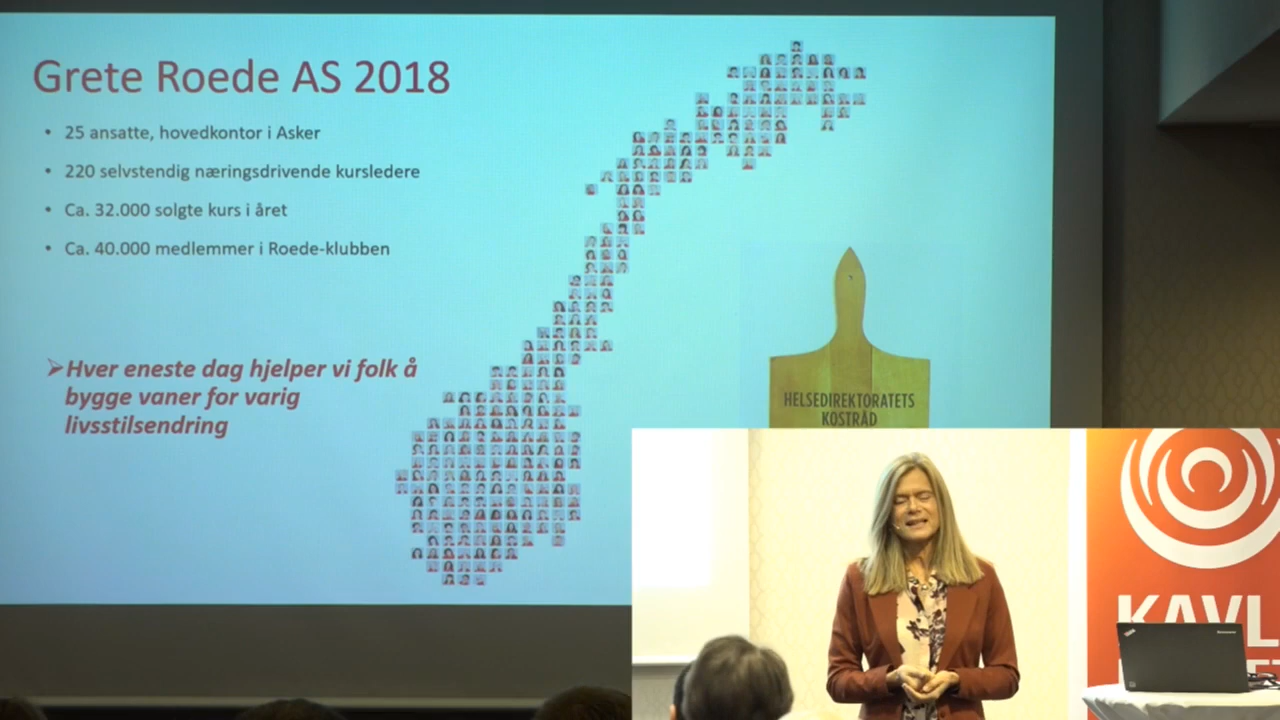 Grete Roede AS 2018
• 25 ansatte, hovedkontor i Asker
• 220 selvstendig næringsdrivende kursledere
• Ca. 32.000 solgte kurs i året
• Ca. 40.000 medlemmer i Roede-klubben
➢Hver eneste dag hjelper vi folk å
bygge vaner for varig
livsstilsendring
HELSEDIREKTORATETS
KOSTRÅD
KAVL